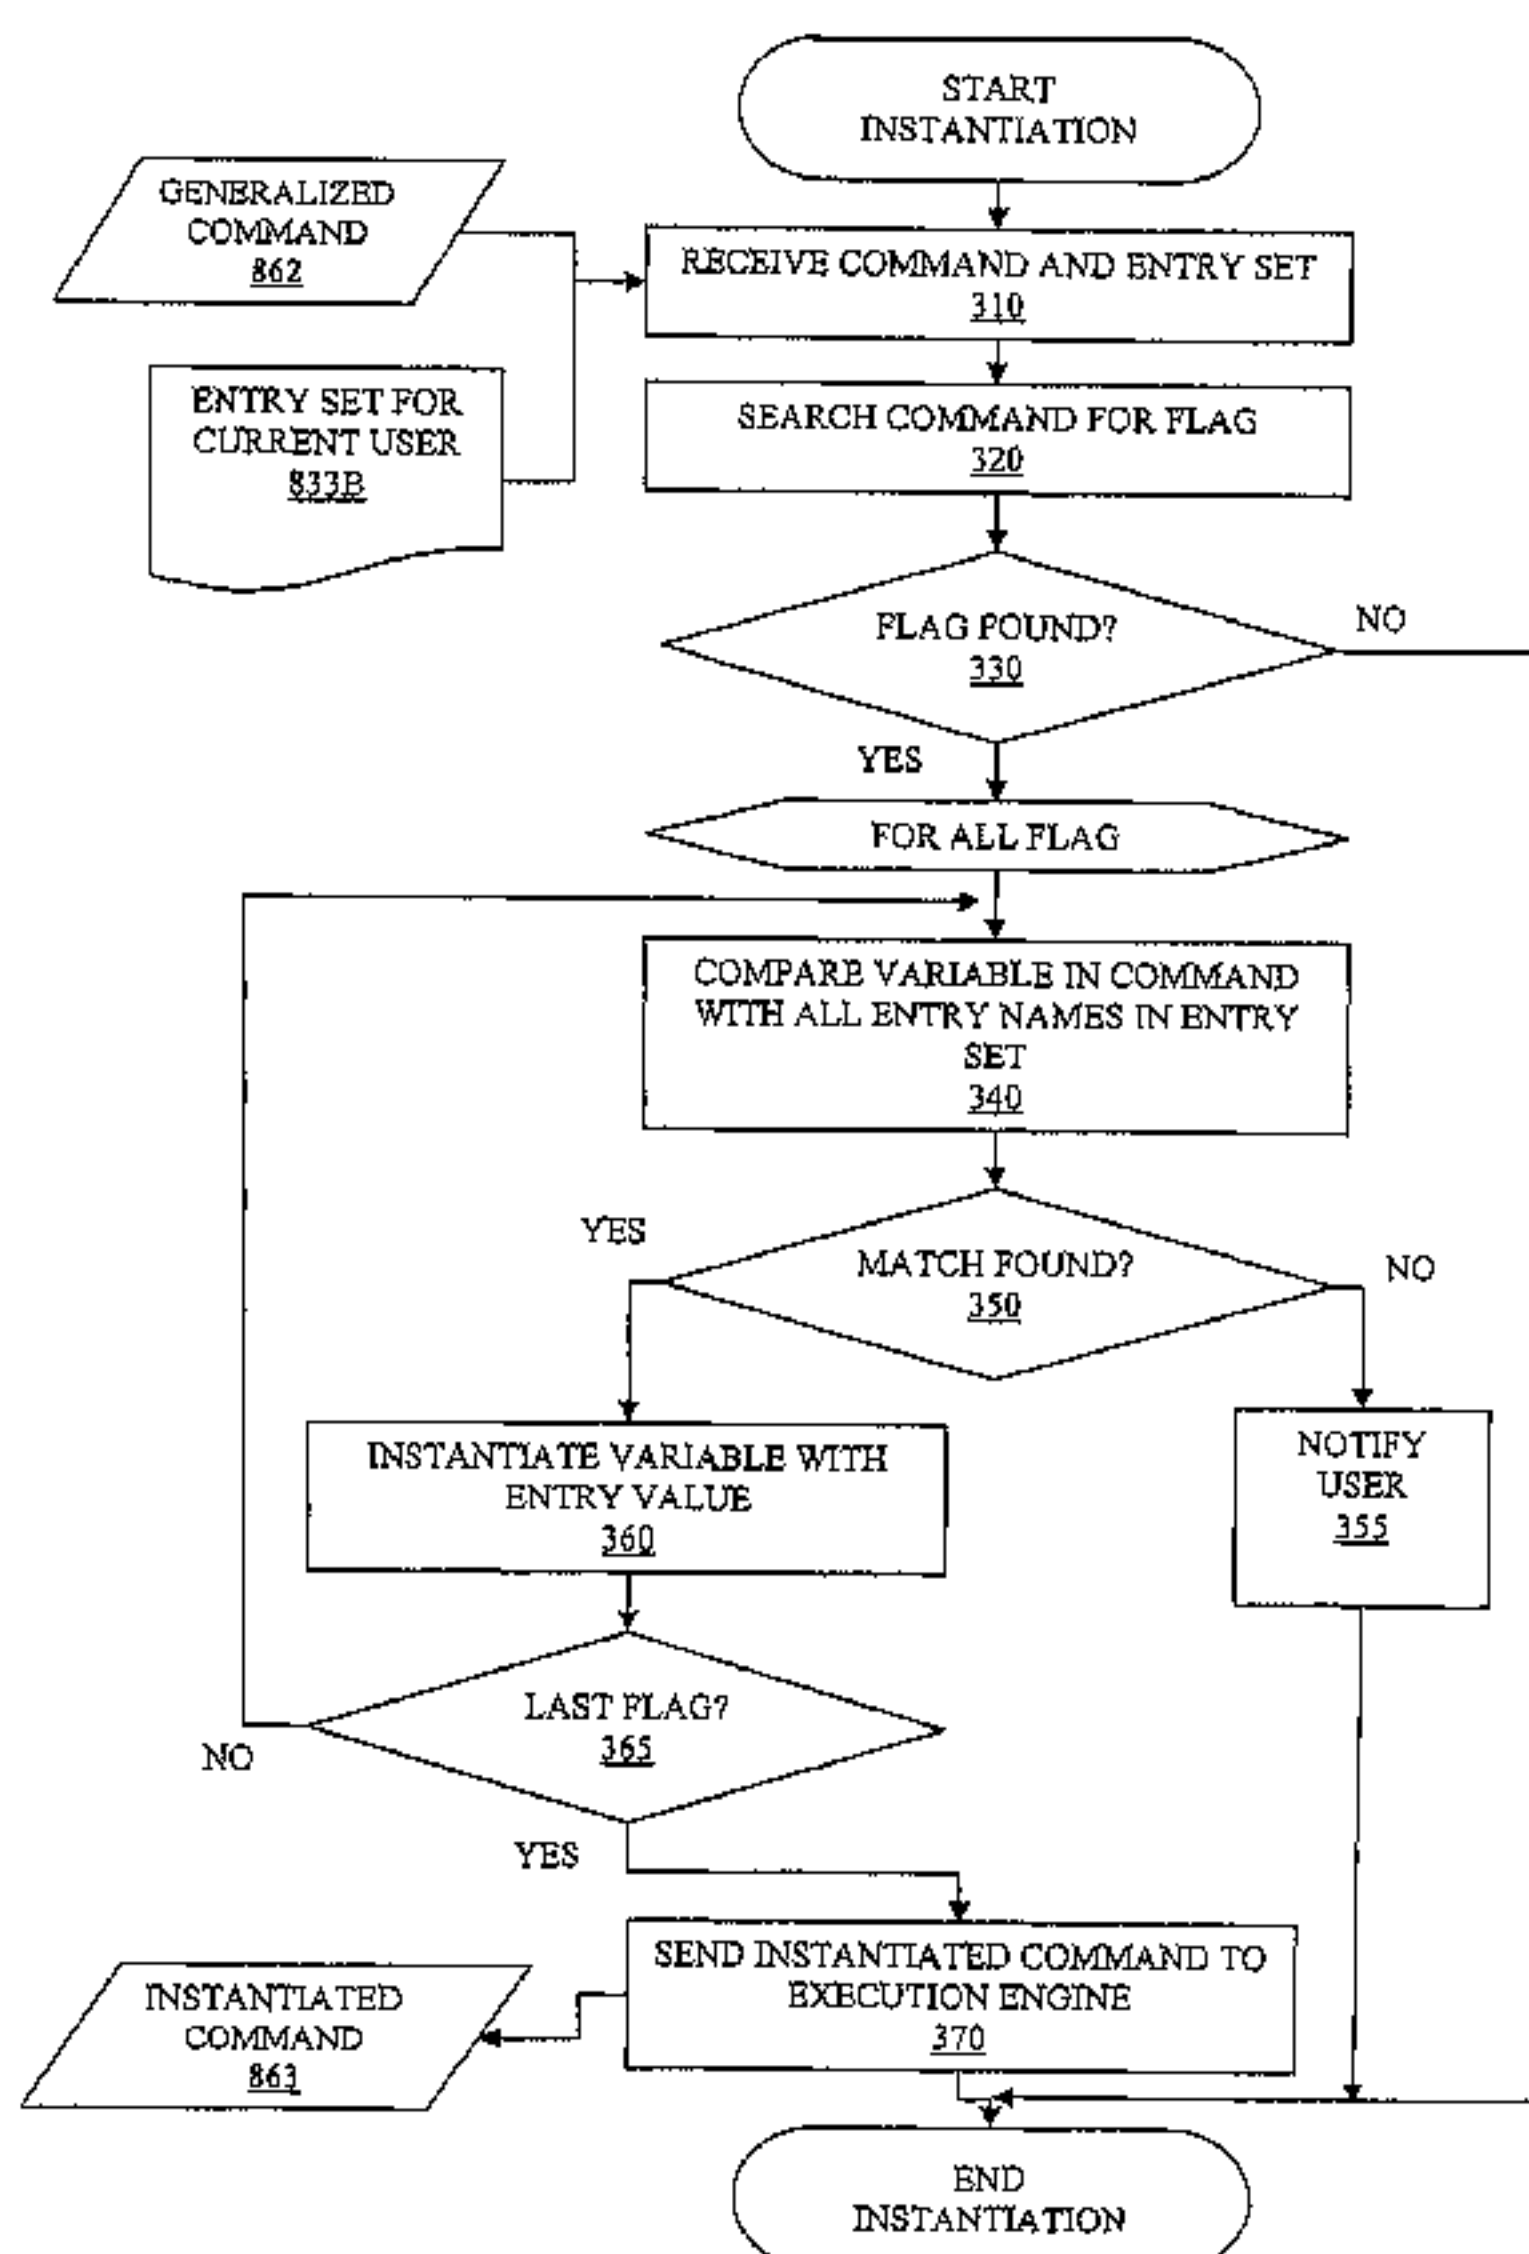 START
INSTANTIATION
GENERALIZED
COMMAND
862
RECEIVE COMMAND AND ENTRY SET
310
ENTRY SET FOR
CURRENT USER
833B
SEARCH COMMAND FOR FLAG
320
FLAG FOUND?
330
NO
YES
FOR ALL FLAG
COMPARE VARIABLE IN COMMAND
WITH ALL ENTRY NAMES IN ENTRY
SET
340
YES
MATCH FOUND?
350
NO
INSTANTIATE VARIABLE WITH
ENTRY VALUE
360
NOTIFY
USER
355
LAST FLAG?
365
NO
YES
SEND INSTANTIATED COMMAND TO
EXECUTION ENGINE
370
INSTANTIATED
COMMAND
863
END
INSTANTIATION